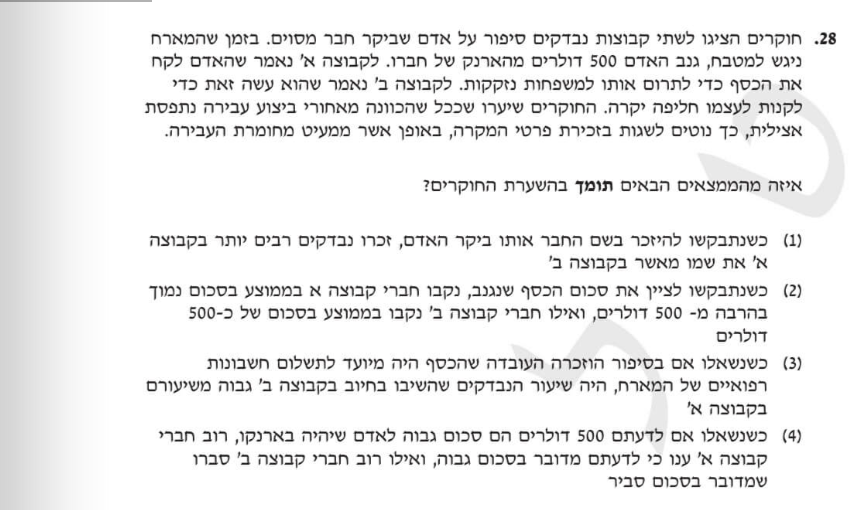 28. חוקרים הציגו לשתי קבוצות נבדקים סיפור על אדם שביקר חבר מסוים. בזמן שהמארח
ניגש למטבח, גנב האדם 500 דולרים מהארנק של חברו. לקבוצה א' נאמר שהאדם לקח
את הכסף כדי לתרום אותו למשפחות נזקקות. לקבוצה ב' נאמר שהוא עשה זאת כדי
לקנות לעצמו חליפה יקרה. החוקרים שיערו שככל שהכוונה מאחורי ביצוע עבירה נתפסת
אצילית, כך נוטים לשגות בזכירת פרטי המקרה, באופן אשר ממעיט מחומרת העבירה.
איזה מהממצאים הבאים תומך בהשערת החוקרים?
(1) כשנתבקשו להיזכר בשם החבר אותו ביקר האדם, זכרו נבדקים רבים יותר בקבוצה
א' את שמו מאשר בקבוצה ב'
(2) כשנתבקשו לציין את סכום הכסף שנגנב, נקבו חברי קבוצה א בממוצע בסכום נמוך
בהרבה מ- 500 דולרים, ואילו חברי קבוצה ב' נקבו בממוצע בסכום של כ-500
דולרים
(3) כשנשאלו אם בסיפור הוזכרה העובדה שהכסף היה מיועד לתשלום חשבונות
רפואיים של המארח, היה שיעור הנבדקים שהשיבו בחיוב בקבוצה ב' גבוה משיעורם
בקבוצה א'
(4) כשנשאלו אם לדעתם 500 דולרים הם סכום גבוה לאדם שיהיה בארנקו, רוב חברי
קבוצה א' ענו כי לדעתם מדובר בסכום גבוה, ואילו רוב חברי קבוצה ב' סברו
שמדובר בסכום סביר